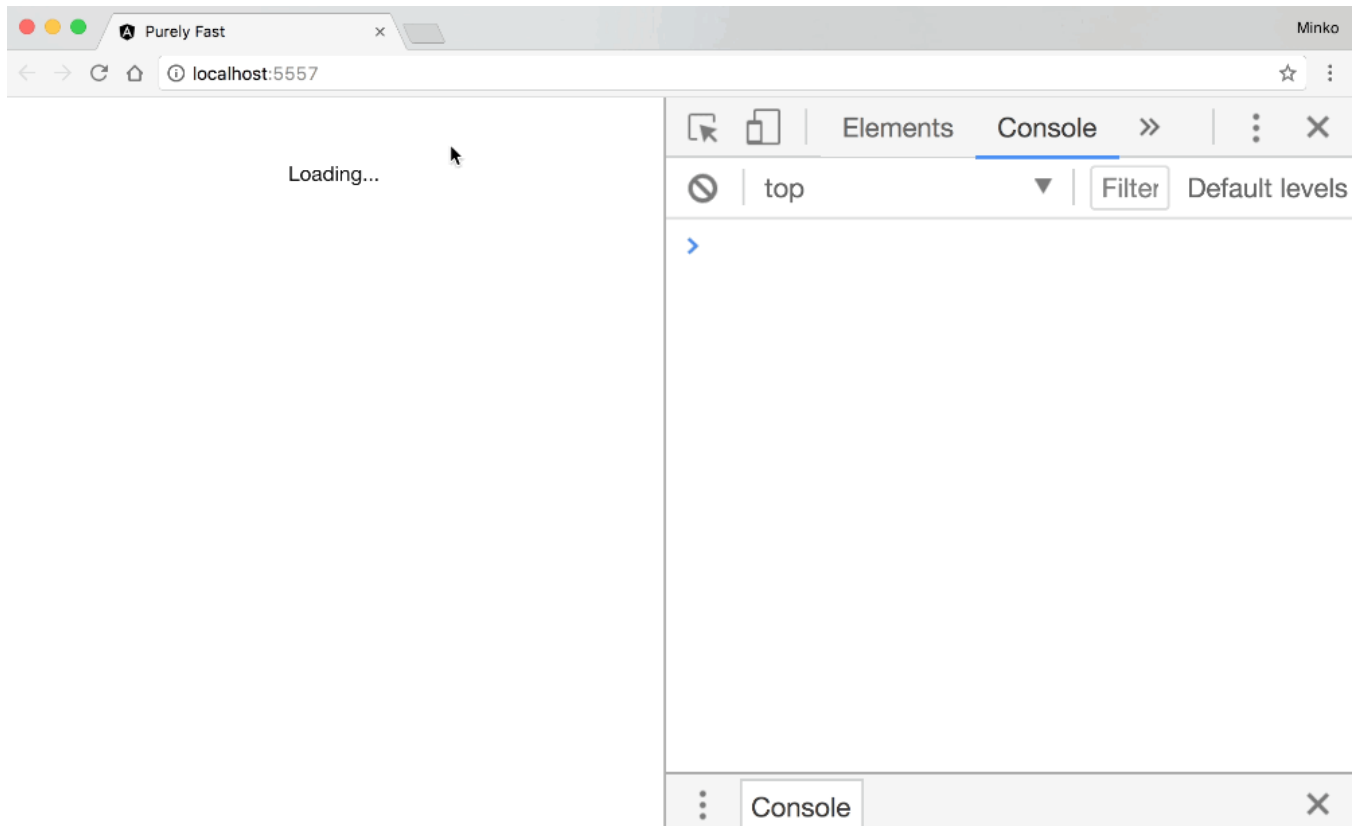 Purely Fast
Minko
localhost:5557
Elements Console
Loading...
top Filter Default levels
Console